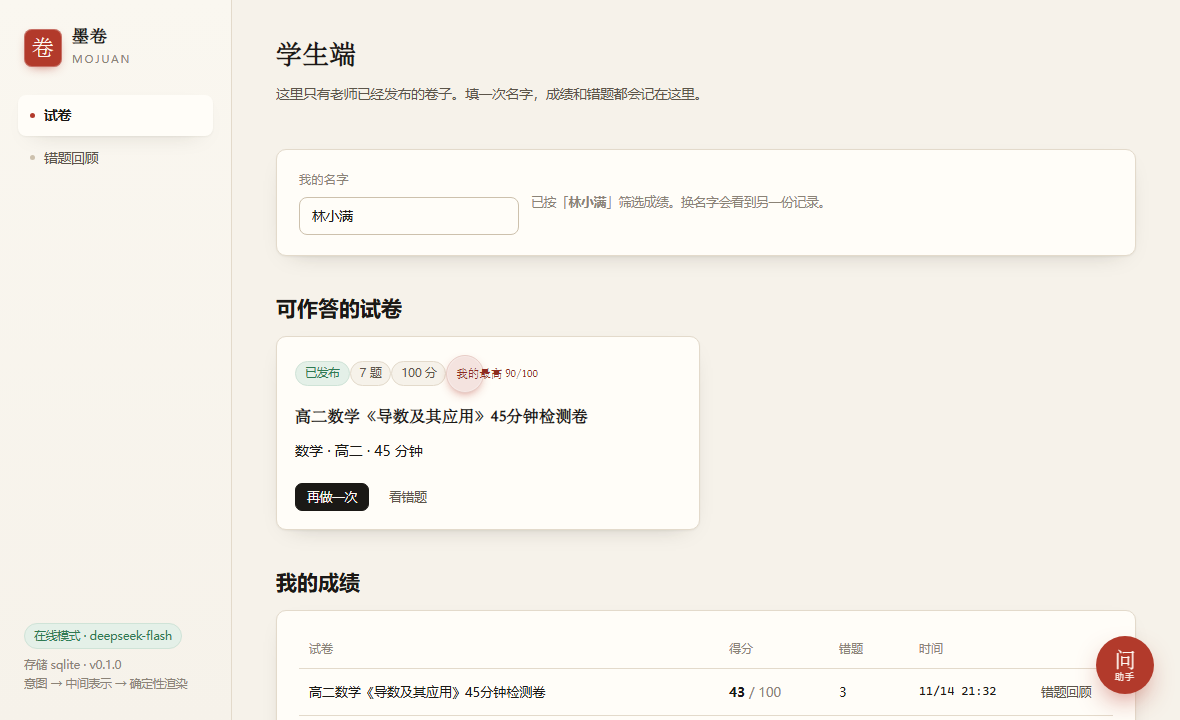 卷
墨卷
MOJUAN
试卷
错题回顾
在线模式 · deepseek-flash
存储 sqlite · v0.1.0
意图 → 中间表示 → 确定性渲染
学生端
这里只有老师已经发布的卷子。填一次名字，成绩和错题都会记在这里。
我的名字
林小满
已按「林小满」筛选成绩。换名字会看到另一份记录。
可作答的试卷
已发布 7 题 100 分 我的最高 90/100
高二数学《导数及其应用》45分钟检测卷
数学 · 高二 · 45 分钟
再做一次 看错题
我的成绩
试卷 得分 错题 时间
高二数学《导数及其应用》45分钟检测卷 43 / 100 3 11/14 21:32 错题回顾
问
助手